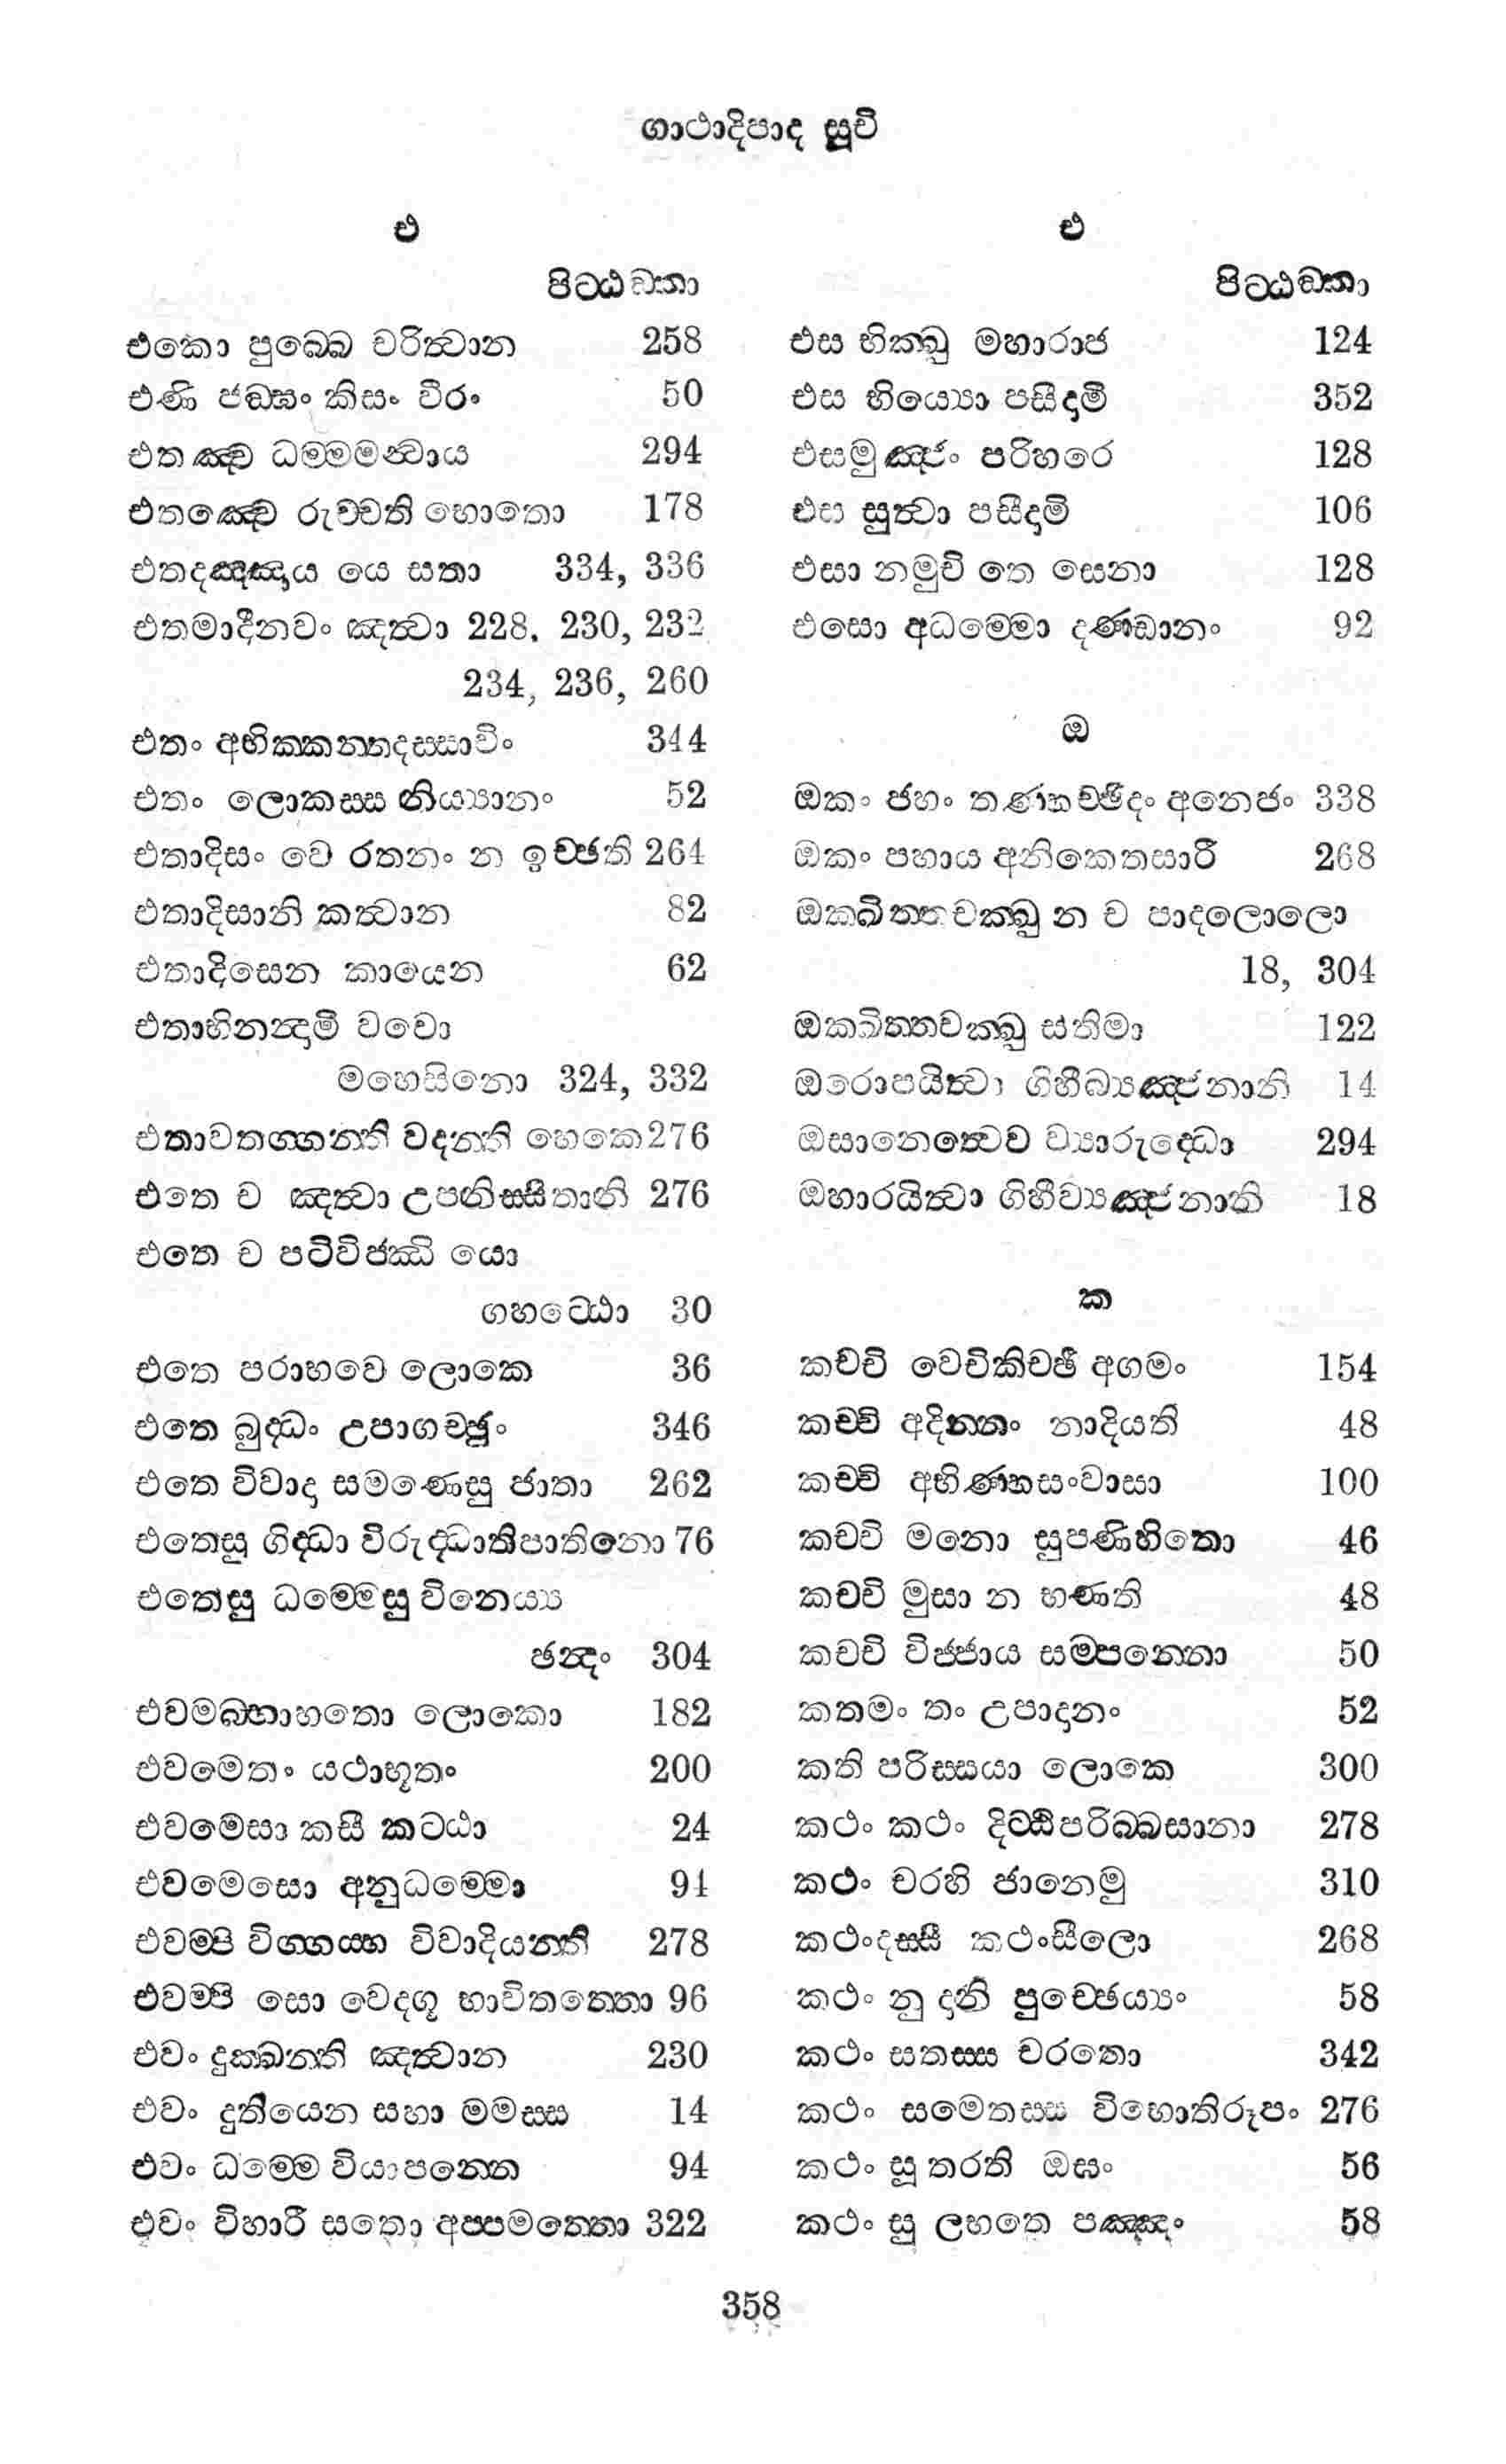 ගාථාදිපාද සූචි
එ
පිට්ඨඞ්කා
එකො පුබ්බෙ චරිත්වාන 258
එණි ජඞ්ඝං කිසං වීරං 50
එතඤ්ච ධම්මමන්වාය 294
එතඤ්චෙ රුච්චති භොතො 178
එතදඤ්ඤාය යෙ සතා 334, 336
එතමාදීනවං ඤත්වා 228, 230, 232
234, 236, 260
එතං අභික්කන්තදස්සාවිං 344
එතං ලොකස්ස නිය්‍යානං 52
එතාදිසං වෙ රතනං න ඉච්ඡති 264
එතාදිසානි කත්වාන 82
එතාදිසෙන කායෙන 62
එතාභිනන්දාමි වචො
මහෙසිනො 324, 332
එතාවතග්ගන්ති වදන්ති හෙකෙ 276
එතෙ ච ඤත්වා උපනිස්සිතානි 276
එතෙ ච පටිවිජ්ඣි යො
ගහට්ඨො 30
එතෙ පරාභවෙ ලොකෙ 36
එතෙ බුද්ධං උපාගච්ඡුං 346
එතෙ විවාදා සමණෙසු ජාතා 262
එතෙසු ගිද්ධා විරුද්ධාතිපාතිනො 76
එතෙසු ධම්මෙසු විනෙය්‍ය
ඡන්දං 304
එවමබ්භාහතො ලොකො 182
එවමෙතං යථාභූතං 200
එවමෙසා කසී කට්ඨා 24
එවමෙසො අනුධම්මො 94
එවම්පි විග්ගය්හ විවාදියන්ති 278
එවම්පි සො වෙදගූ භාවිතත්තො 96
එවං දුක්ඛන්ති ඤත්වාන 230
එවං දුතියෙන සහා මමස්ස 14
එවං ධම්මෙ වියාපන්නෙ 94
එවං විහාරී සතො අප්පමත්තො 322
එ
පිට්ඨඞ්කා
එස භික්ඛු මහාරාජ 124
එස භිය්‍යො පසීදාමි 352
එසමුඤ්ජං පරිහරෙ 128
එස සුත්වා පසීදාමි 106
එසා නමුචි තෙ සෙනා 128
එසො අධම්මො දණ්ඩානං 92
ඔ
ඔකං ජහං තණ්හච්ඡිදං අනෙජං 338
ඔකං පහාය අනිකෙතසාරී 268
ඔක්ඛිත්තචක්ඛු න ච පාදලොලො
18, 304
ඔක්ඛිත්තචක්ඛු සතිමා 122
ඔරොපයිත්වා ගිහීබ්‍යඤ්ජනානි 14
ඔසානෙත්වෙව ව්‍යාරුද්ධො 294
ඔහාරයිත්වා ගිහීව්‍යඤ්ජනානි 18
ක
කච්චි වෙචිකිච්ඡී අගමං 154
කච්චි අදින්නං නාදියති 48
කච්චි අභිණ්හසංවාසා 100
කච්චි මනො සුපණිහිතො 46
කච්චි මුසා න භණති 48
කච්චි විජ්ජාය සම්පන්නො 50
කතමං තං උපාදානං 52
කති පරිස්සයා ලොකෙ 300
කථං කථං දිට්ඨිපරිබ්බසානා 278
කථං චරහි ජානෙමු 310
කථංදස්සී කථංසීලො 268
කථං නු දානි පුච්ඡෙය්‍යං 58
කථං සතස්ස චරතො 342
කථං සමෙතස්ස විභොතිරූපං 276
කථං සූ තරති ඔඝං 56
කථං සු ලභතෙ පඤ්ඤං 58
358